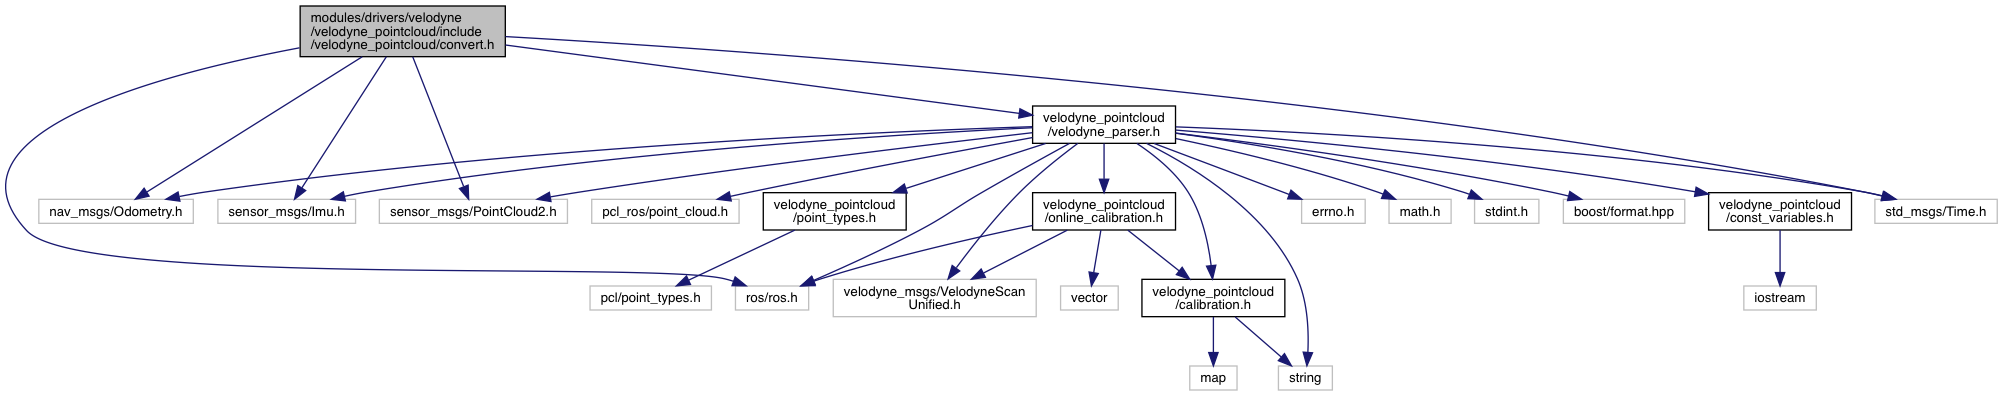 modules/drivers/velodyne
/velodyne_pointcloud/include
/velodyne_pointcloud/convert.h
velodyne_pointcloud
/velodyne_parser.h
nav_msgs/Odometry.h
sensor_msgs/Imu.h
sensor_msgs/PointCloud2.h
pcl_ros/point_cloud.h
velodyne_pointcloud
/point_types.h
velodyne_pointcloud
/online_calibration.h
errno.h
math.h
stdint.h
boost/format.hpp
velodyne_pointcloud
/const_variables.h
std_msgs/Time.h
pcl/point_types.h
ros/ros.h
velodyne_msgs/VelodyneScan
Unified.h
vector
velodyne_pointcloud
/calibration.h
iostream
map
string